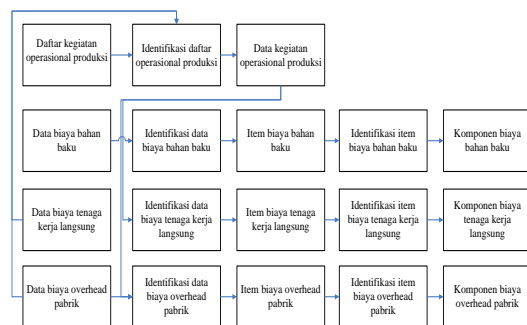 Daftar kegiatan
operasional produksi
Identifikasi daftar
operasional produksi
Data kegiatan
operasional produksi
Data biaya bahan
baku
Identifikasi data
biaya bahan baku
Item biaya bahan
baku
Identifikasi item
biaya bahan baku
Komponen biaya
bahan baku
Data biaya tenaga
kerja langsung
Identifikasi data
biaya tenaga kerja
langsung
Item biaya tenaga
kerja langsung
Identifikasi item
biaya tenaga kerja
langsung
Komponen biaya
tenaga kerja
langsung
Data biaya overhead
pabrik
Identifikasi data
biaya overhead
pabrik
Item biaya overhead
pabrik
Identifikasi item
biaya overhead
pabrik
Komponen biaya
overhead pabrik